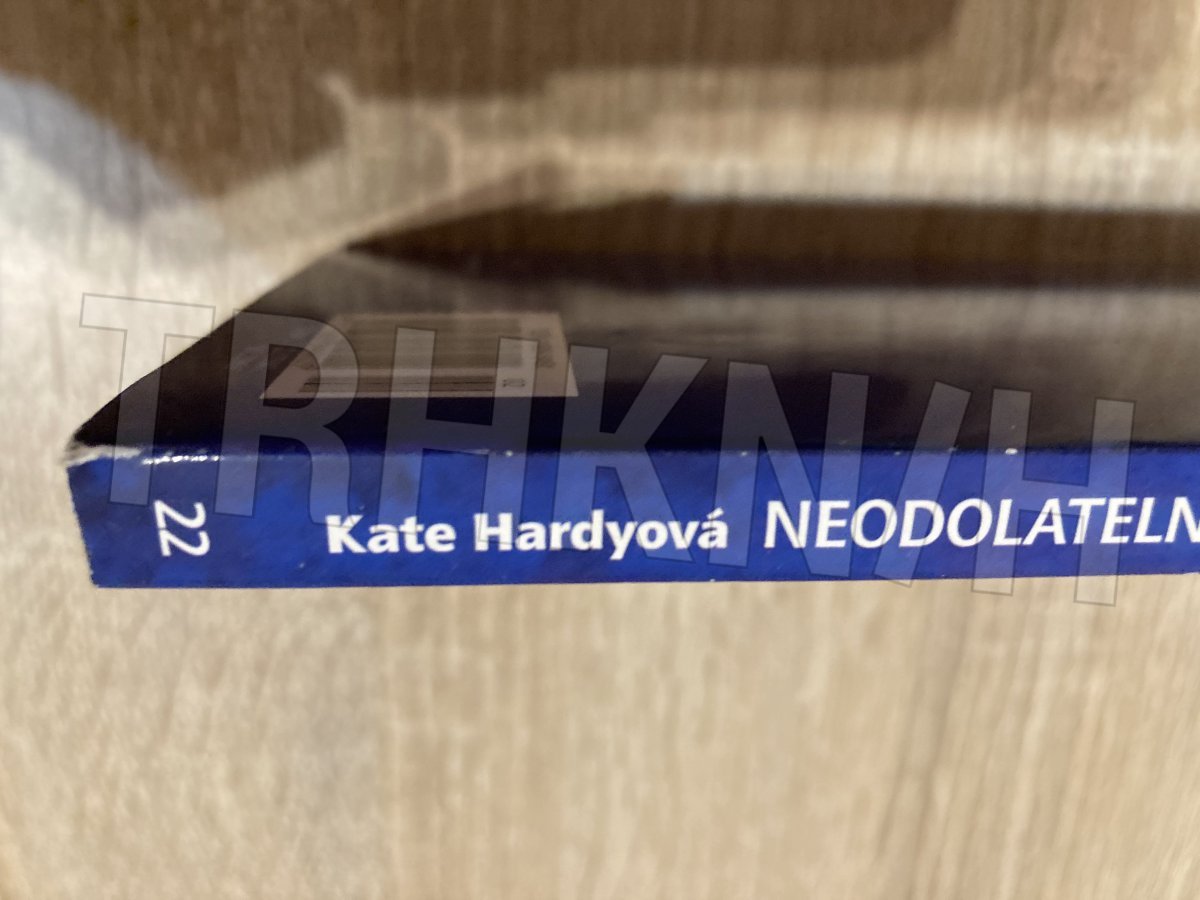 22 Kate Hardyová NEODOLATELN
TRHKNIH